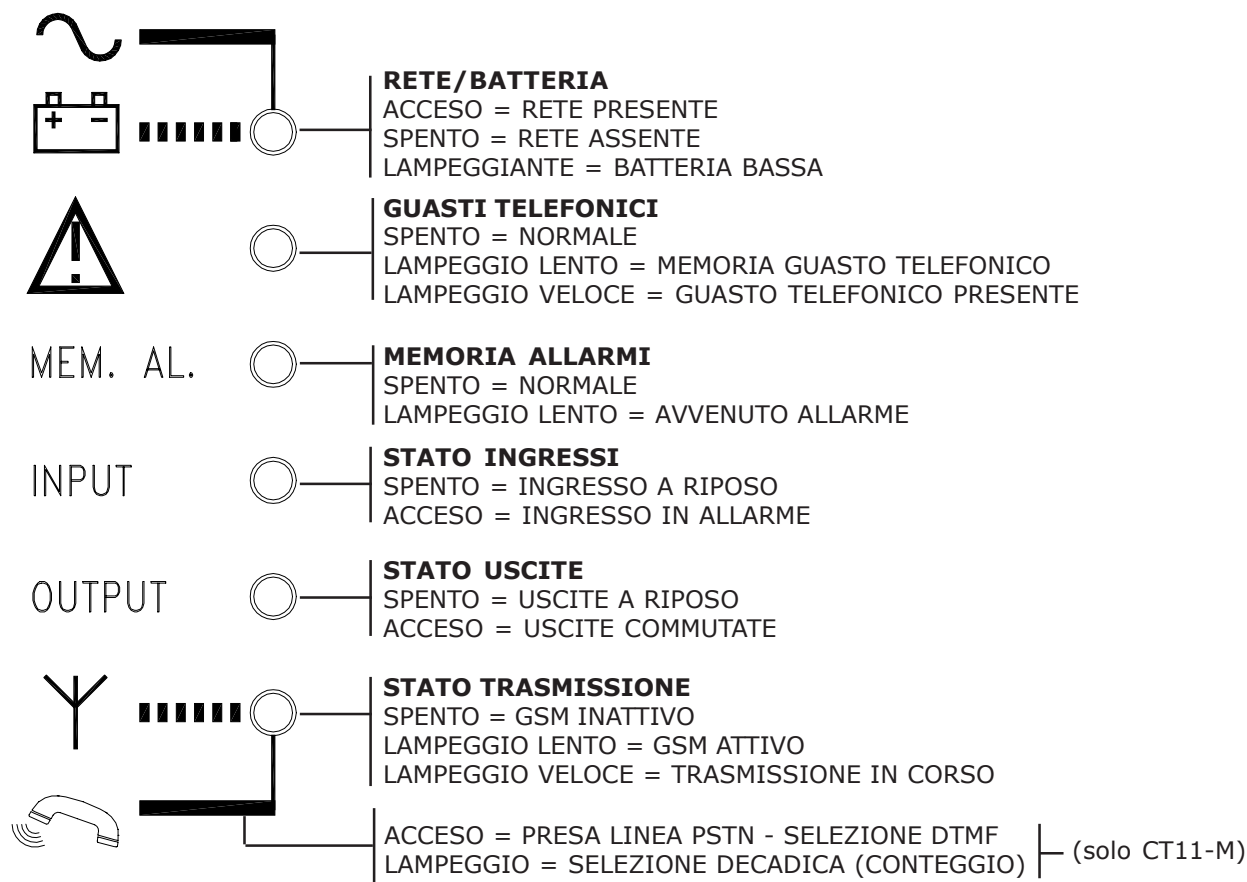 RETE/BATTERIA
ACCESO = RETE PRESENTE
+ -
SPENTO = RETE ASSENTE
LAMPEGGIANTE = BATTERIA BASSA
GUASTI TELEFONICI
SPENTO = NORMALE
LAMPEGGIO LENTO = MEMORIA GUASTO TELEFONICO
LAMPEGGIO VELOCE = GUASTO TELEFONICO PRESENTE
!
MEM. AL.
MEMORIA ALLARMI
SPENTO = NORMALE
LAMPEGGIO LENTO = AVVENUTO ALLARME
INPUT
STATO INGRESSI
SPENTO = INGRESSO A RIPOSO
ACCESO = INGRESSO IN ALLARME
OUTPUT
STATO USCITE
SPENTO = USCITE A RIPOSO
ACCESO = USCITE COMMUTATE
STATO TRASMISSIONE
SPENTO = GSM INATTIVO
LAMPEGGIO LENTO = GSM ATTIVO
LAMPEGGIO VELOCE = TRASMISSIONE IN CORSO
ACCESO = PRESA LINEA PSTN - SELEZIONE DTMF
LAMPEGGIO = SELEZIONE DECADICA (CONTEGGIO)
(solo CT11-M)